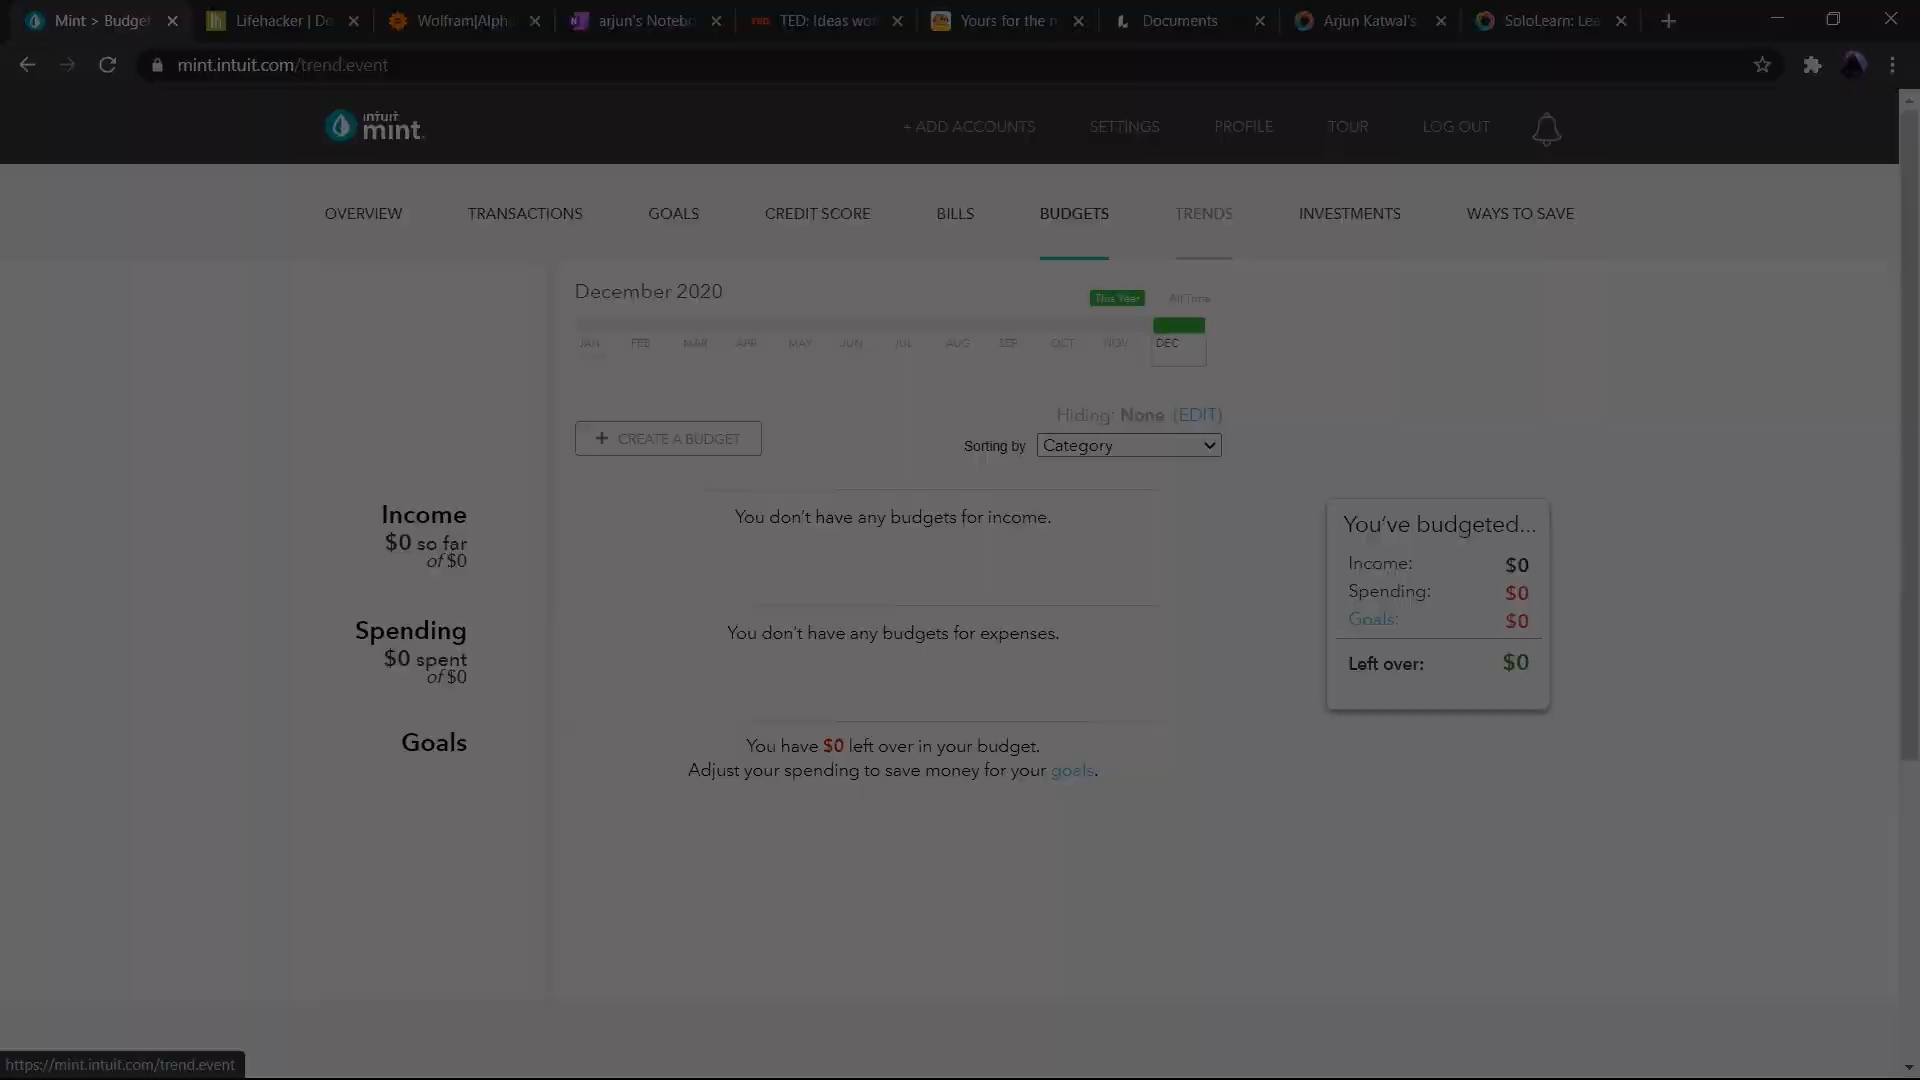 Mint > Budget
Lifehacker | Do
Wolfram|Alph
arjun's Notebo
TED: Ideas wor
Yours for the m
Documents
Arjun Katwal's
SoloLearn: Lea
mint.intuit.com/trend.event
intuit
mint
+ ADD ACCOUNTS
SETTINGS
PROFILE
TOUR
LOG OUT
OVERVIEW
TRANSACTIONS
GOALS
CREDIT SCORE
BILLS
BUDGETS
TRENDS
INVESTMENTS
WAYS TO SAVE
December 2020
This Year
All Time
JAN FEB MAR APR MAY JUN JUL AUG SEP OCT NOV DEC
Hiding: None (EDIT)
+ CREATE A BUDGET
Sorting by Category
Income
$0 so far
of $0
You don't have any budgets for income.
Spending
$0 spent
of $0
You don't have any budgets for expenses.
Goals
You have $0 left over in your budget.
Adjust your spending to save money for your goals.
You've budgeted...
Income: $0
Spending: $0
Goals: $0
Left over: $0
https://mint.intuit.com/trend.event